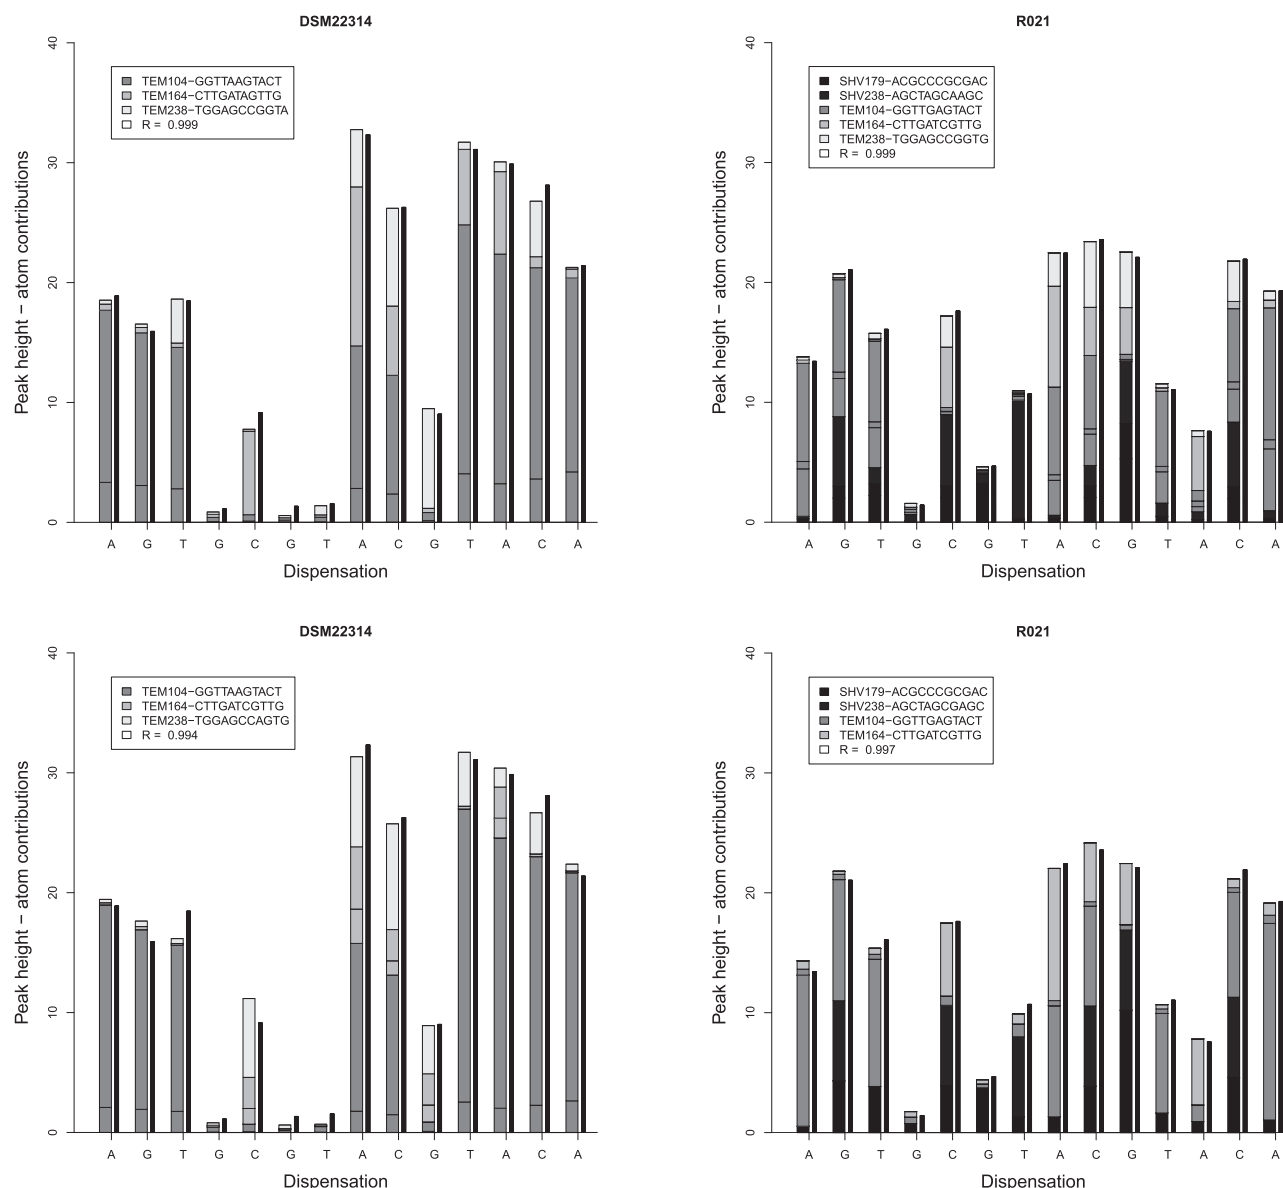 DSM22314
Peak height − atom contributions
40
30
20
10
0
TEM104−GGTTAAGTACT
TEM164−CTTGATAGTTG
TEM238−TGGAGCCGGTA
R = 0.999
A G T G C G T A C G T A C A
Dispensation
R021
Peak height − atom contributions
40
30
20
10
0
SHV179−ACGCCCGCGAC
SHV238−AGCTAGCAAGC
TEM104−GGTTGAGTACT
TEM164−CTTGATCGTTG
TEM238−TGGAGCCGGTG
R = 0.999
A G T G C G T A C G T A C A
Dispensation
DSM22314
Peak height − atom contributions
40
30
20
10
0
TEM104−GGTTAAGTACT
TEM164−CTTGATCGTTG
TEM238−TGGAGCCAGTG
R = 0.994
A G T G C G T A C G T A C A
Dispensation
R021
Peak height − atom contributions
40
30
20
10
0
SHV179−ACGCCCGCGAC
SHV238−AGCTAGCGAGC
TEM104−GGTTGAGTACT
TEM164−CTTGATCGTTG
R = 0.997
A G T G C G T A C G T A C A
Dispensation